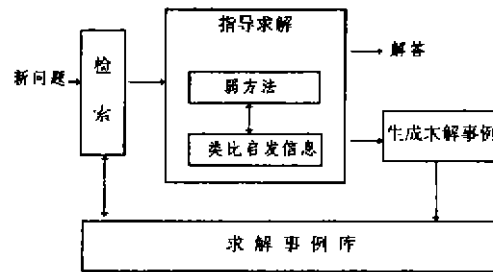 指导求解
解答
新问题
检
索
弱方法
类比启发信息
生成求解事例
求解事例库